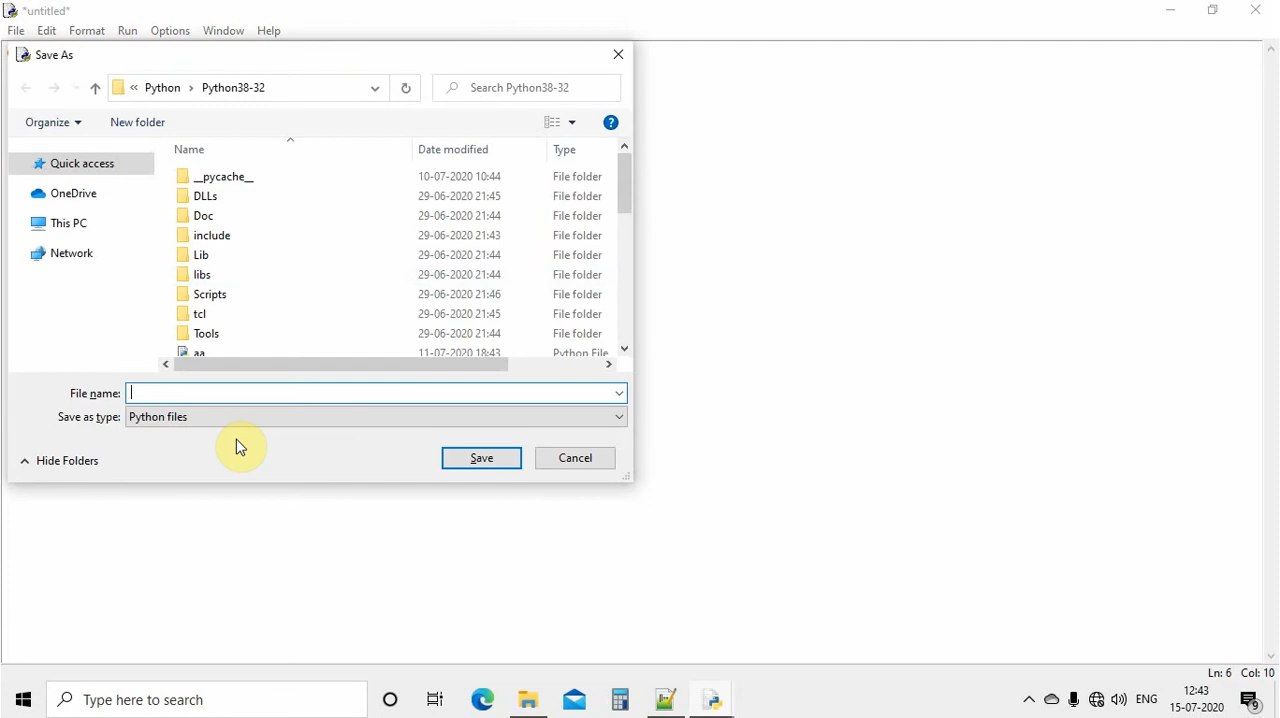 *untitled*
File Edit Format Run Options Window Help
Save As
« Python › Python38-32
Search Python38-32
Organize
New folder
Name Date modified Type
Quick access
OneDrive
This PC
Network
__pycache__ 10-07-2020 10:44 File folder
DLLs 29-06-2020 21:45 File folder
Doc 29-06-2020 21:44 File folder
include 29-06-2020 21:43 File folder
Lib 29-06-2020 21:44 File folder
libs 29-06-2020 21:44 File folder
Scripts 29-06-2020 21:46 File folder
tcl 29-06-2020 21:45 File folder
Tools 29-06-2020 21:44 File folder
aa 11-07-2020 18:43 Python File
File name:
Save as type: Python files
Hide Folders
Save
Cancel
Ln: 6 Col: 10
Type here to search
ENG
12:43
15-07-2020
9